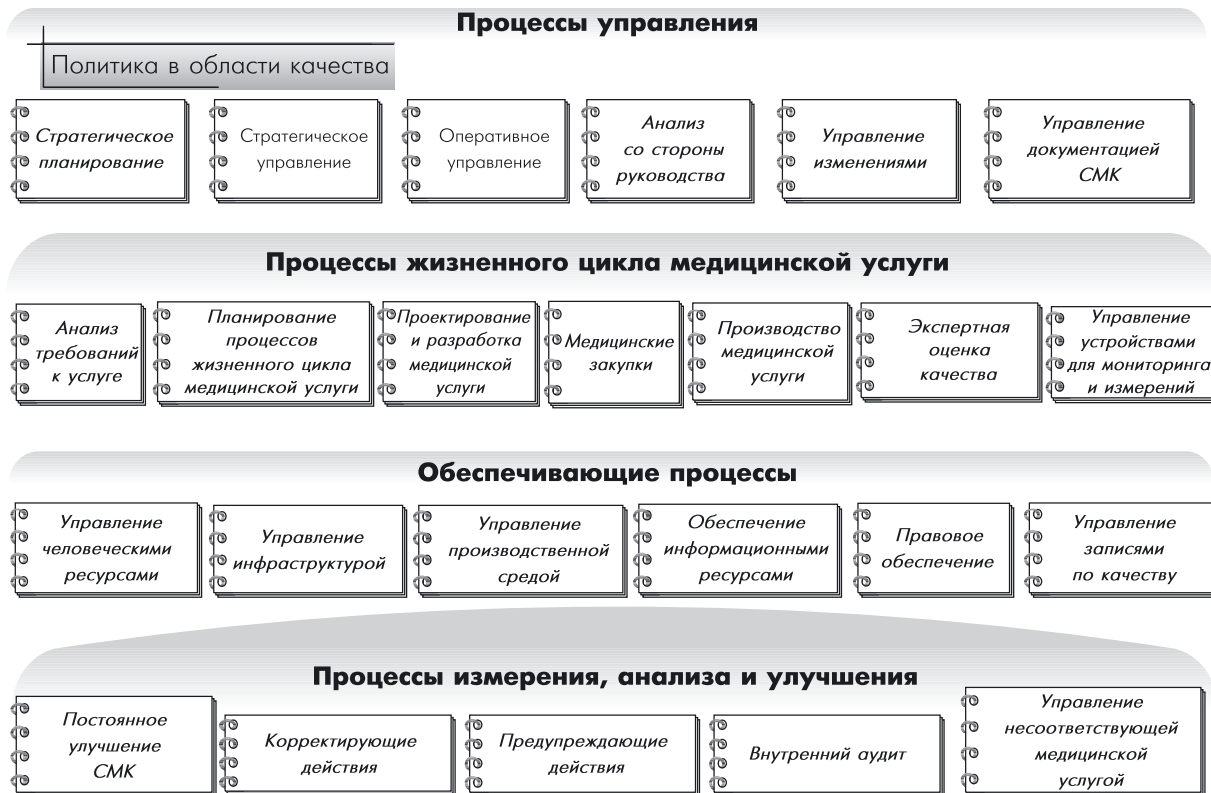 Процессы управления
Политика в области качества
Стратегическое
планирование
Стратегическое
управление
Оперативное
управление
Анализ
со стороны
руководства
Управление
изменениями
Управление
документацией
СМК
Процессы жизненного цикла медицинской услуги
Анализ
требований
к услуге
Планирование
процессов
жизненного цикла
медицинской услуги
Проектирование
и разработка
медицинской
услуги
Медицинские
закупки
Производство
медицинской
услуги
Экспертная
оценка
качества
Управление
устройствами
для мониторинга
и измерений
Обеспечивающие процессы
Управление
человеческими
ресурсами
Управление
инфраструктурой
Управление
производственной
средой
Обеспечение
информационными
ресурсами
Правовое
обеспечение
Управление
записями
по качеству
Процессы измерения, анализа и улучшения
Постоянное
улучшение
СМК
Корректирующие
действия
Предупреждающие
действия
Внутренний аудит
Управление
несоответствующей
медицинской
услугой